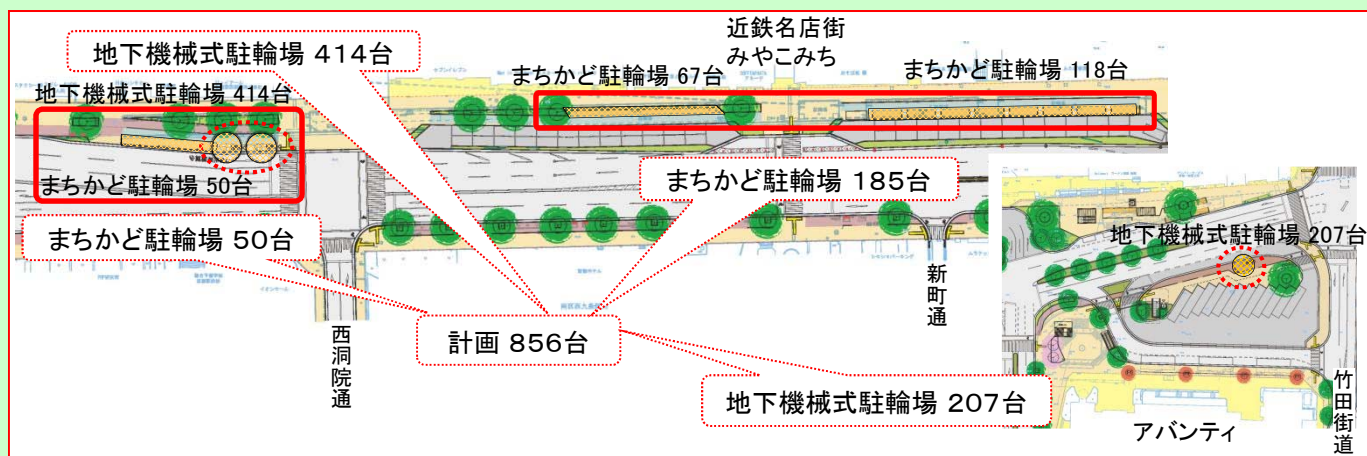 近鉄名店街
みやこみち
地下機械式駐輪場 414台
まちかど駐輪場 67台
まちかど駐輪場 118台
地下機械式駐輪場 414台
まちかど駐輪場 50台
まちかど駐輪場 185台
まちかど駐輪場 50台
地下機械式駐輪場 207台
計画 856台
西洞院通
新町通
地下機械式駐輪場 207台
アバンティ
竹田街道